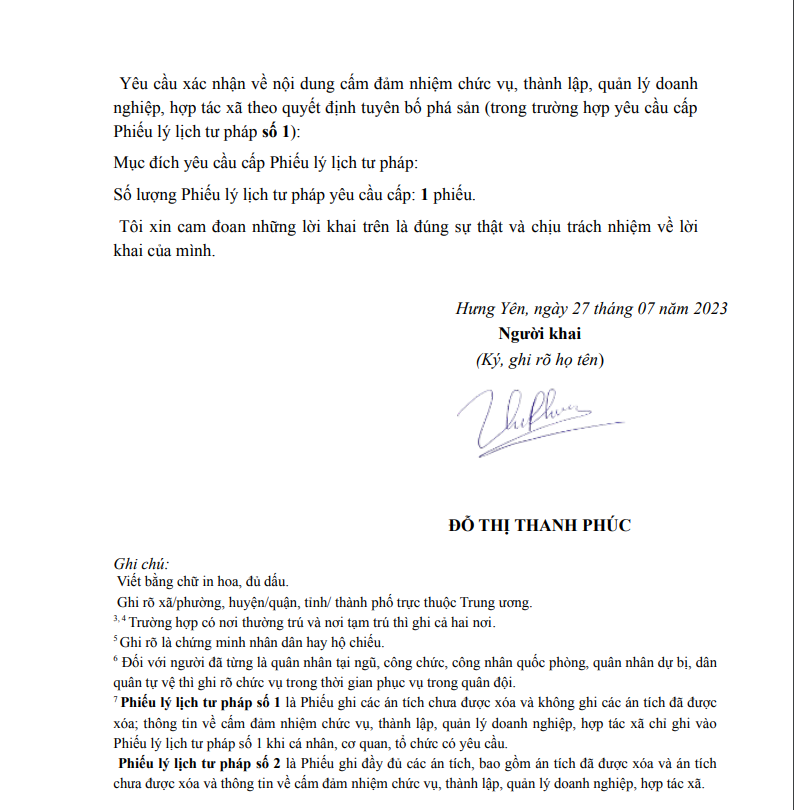 Yêu cầu xác nhận về nội dung cấm đảm nhiệm chức vụ, thành lập, quản lý doanh
nghiệp, hợp tác xã theo quyết định tuyên bố phá sản (trong trường hợp yêu cầu cấp
Phiếu lý lịch tư pháp số 1):
Mục đích yêu cầu cấp Phiếu lý lịch tư pháp:
Số lượng Phiếu lý lịch tư pháp yêu cầu cấp: 1 phiếu.
Tôi xin cam đoan những lời khai trên là đúng sự thật và chịu trách nhiệm về lời
khai của mình.
Hưng Yên, ngày 27 tháng 07 năm 2023
Người khai
(Ký, ghi rõ họ tên)
ĐỖ THỊ THANH PHÚC
Ghi chú:
Viết bằng chữ in hoa, đủ dấu.
Ghi rõ xã/phường, huyện/quận, tỉnh/ thành phố trực thuộc Trung ương.
3, 4 Trường hợp có nơi thường trú và nơi tạm trú thì ghi cả hai nơi.
5 Ghi rõ là chứng minh nhân dân hay hộ chiếu.
6 Đối với người đã từng là quân nhân tại ngũ, công chức, công nhân quốc phòng, quân nhân dự bị, dân
quân tự vệ thì ghi rõ chức vụ trong thời gian phục vụ trong quân đội.
7 Phiếu lý lịch tư pháp số 1 là Phiếu ghi các án tích chưa được xóa và không ghi các án tích đã được
xóa; thông tin về cấm đảm nhiệm chức vụ, thành lập, quản lý doanh nghiệp, hợp tác xã chỉ ghi vào
Phiếu lý lịch tư pháp số 1 khi cá nhân, cơ quan, tổ chức có yêu cầu.
Phiếu lý lịch tư pháp số 2 là Phiếu ghi đầy đủ các án tích, bao gồm án tích đã được xóa và án tích
chưa được xóa và thông tin về cấm đảm nhiệm chức vụ, thành lập, quản lý doanh nghiệp, hợp tác xã.